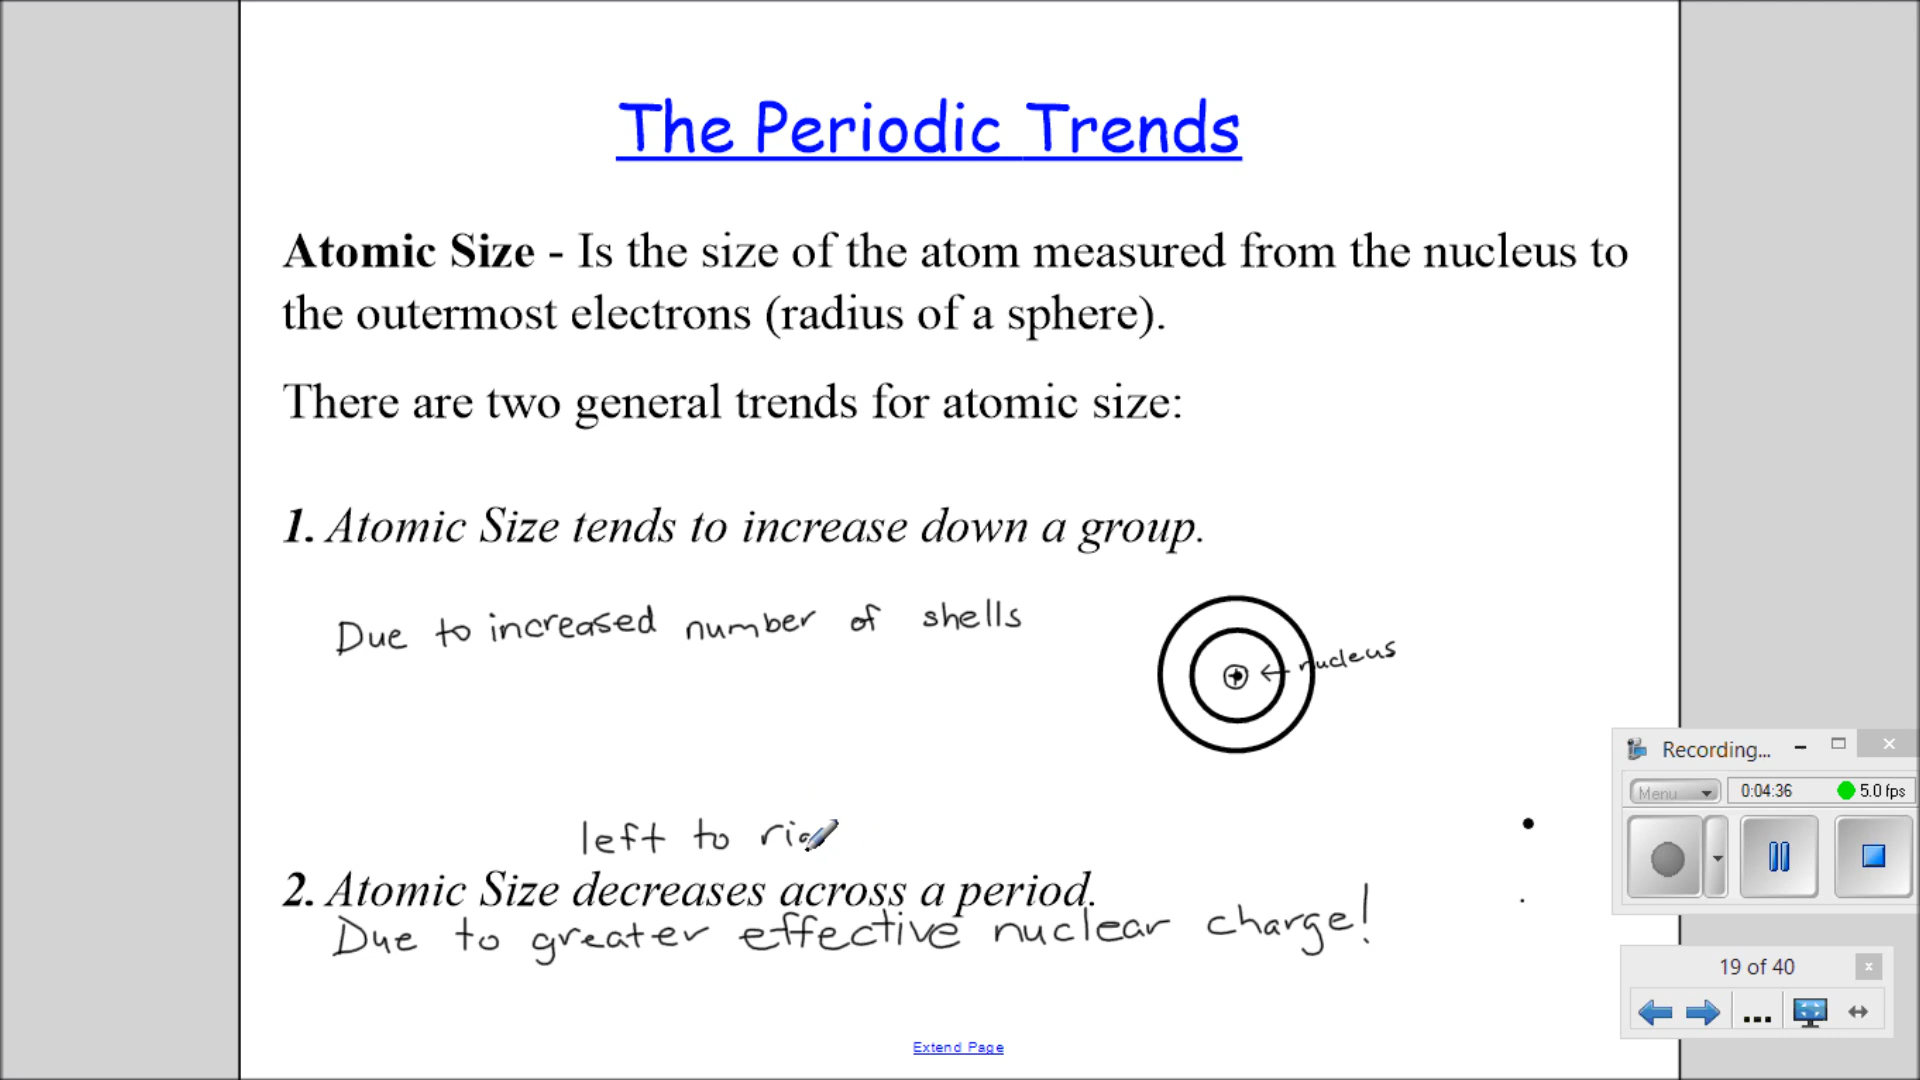 The Periodic Trends
Atomic Size - Is the size of the atom measured from the nucleus to
the outermost electrons (radius of a sphere).
There are two general trends for atomic size:
1. Atomic Size tends to increase down a group.
Due to increased number of shells
nucleus
left to
2. Atomic Size decreases across a period.
Due to greater effective nuclear charge!
Extend Page
Recording...
Menu
0:04:36
5.0 fps
19 of 40